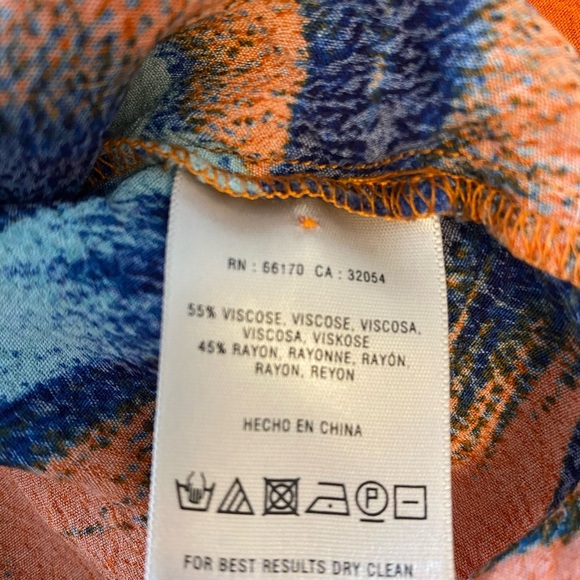 RN : 66170 CA : 32054
55% VISCOSE, VISCOSE, VISCOSA,
VISCOSA, VISKOSE
45% RAYON, RAYONNE, RAYÓN,
RAYON, REYON
HECHO EN CHINA
P
FOR BEST RESULTS DRY CLEAN